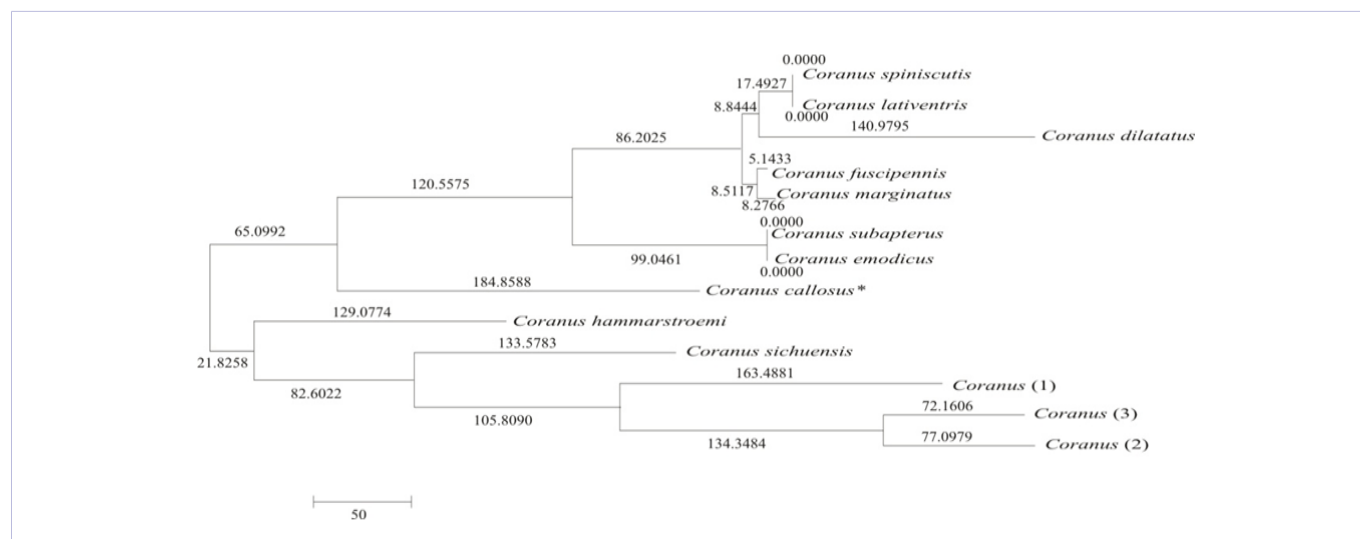 0.0000
Coranus spiniscutis
17.4927
8.8444
Coranus lativentris
0.0000
140.9795
Coranus dilatatus
86.2025
5.1433
Coranus fuscipennis
8.5117
Coranus marginatus
8.2766
120.5575
0.0000
Coranus subapterus
65.0992
99.0461
Coranus emodicus
0.0000
184.8588
Coranus callosus*
129.0774
Coranus hammarstroemi
21.8258
133.5783
Coranus sichuensis
82.6022
163.4881
Coranus (1)
105.8090
72.1606
Coranus (3)
134.3484
77.0979
Coranus (2)
50